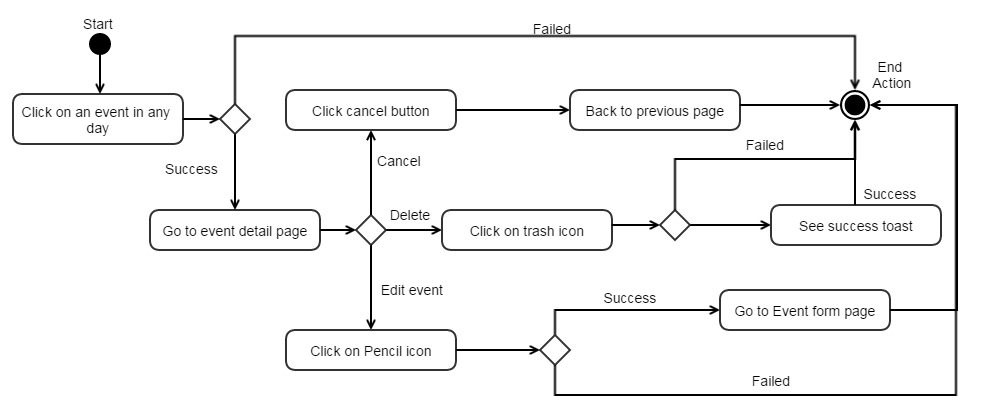 Start
Failed
End
Action
Click on an event in any
day
Click cancel button
Back to previous page
Failed
Cancel
Success
Success
Delete
Go to event detail page
Click on trash icon
See success toast
Edit event
Success
Go to Event form page
Click on Pencil icon
Failed